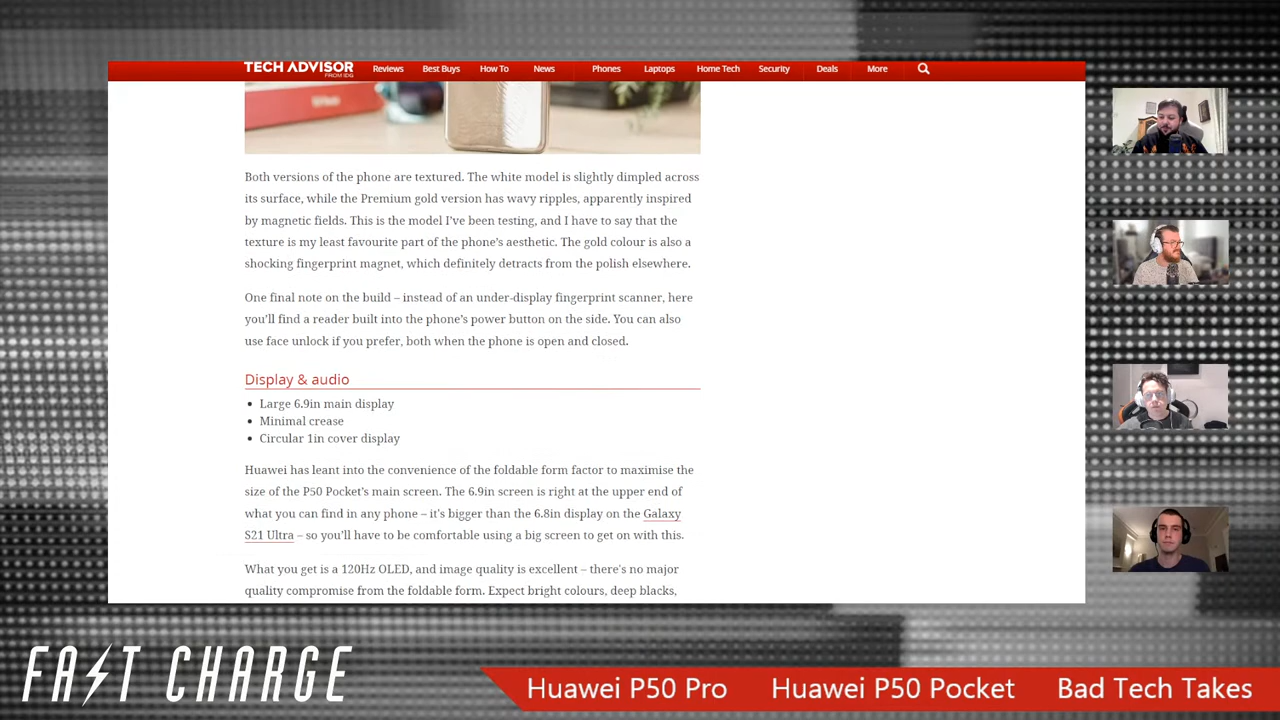 TECH ADVISOR
FROM IDG
Reviews Best Buys How To News Phones Laptops Home Tech Security Deals More
Both versions of the phone are textured. The white model is slightly dimpled across
its surface, while the Premium gold version has wavy ripples, apparently inspired
by magnetic fields. This is the model I've been testing, and I have to say that the
texture is my least favourite part of the phone's aesthetic. The gold colour is also a
shocking fingerprint magnet, which definitely detracts from the polish elsewhere.
One final note on the build – instead of an under-display fingerprint scanner, here
you'll find a reader built into the phone's power button on the side. You can also
use face unlock if you prefer, both when the phone is open and closed.
Display & audio
• Large 6.9in main display
• Minimal crease
• Circular 1in cover display
Huawei has leant into the convenience of the foldable form factor to maximise the
size of the P50 Pocket's main screen. The 6.9in screen is right at the upper end of
what you can find in any phone – it's bigger than the 6.8in display on the Galaxy
S21 Ultra – so you'll have to be comfortable using a big screen to get on with this.
What you get is a 120Hz OLED, and image quality is excellent – there's no major
quality compromise from the foldable form. Expect bright colours, deep blacks,
FAST CHARGE
Huawei P50 Pro Huawei P50 Pocket Bad Tech Takes